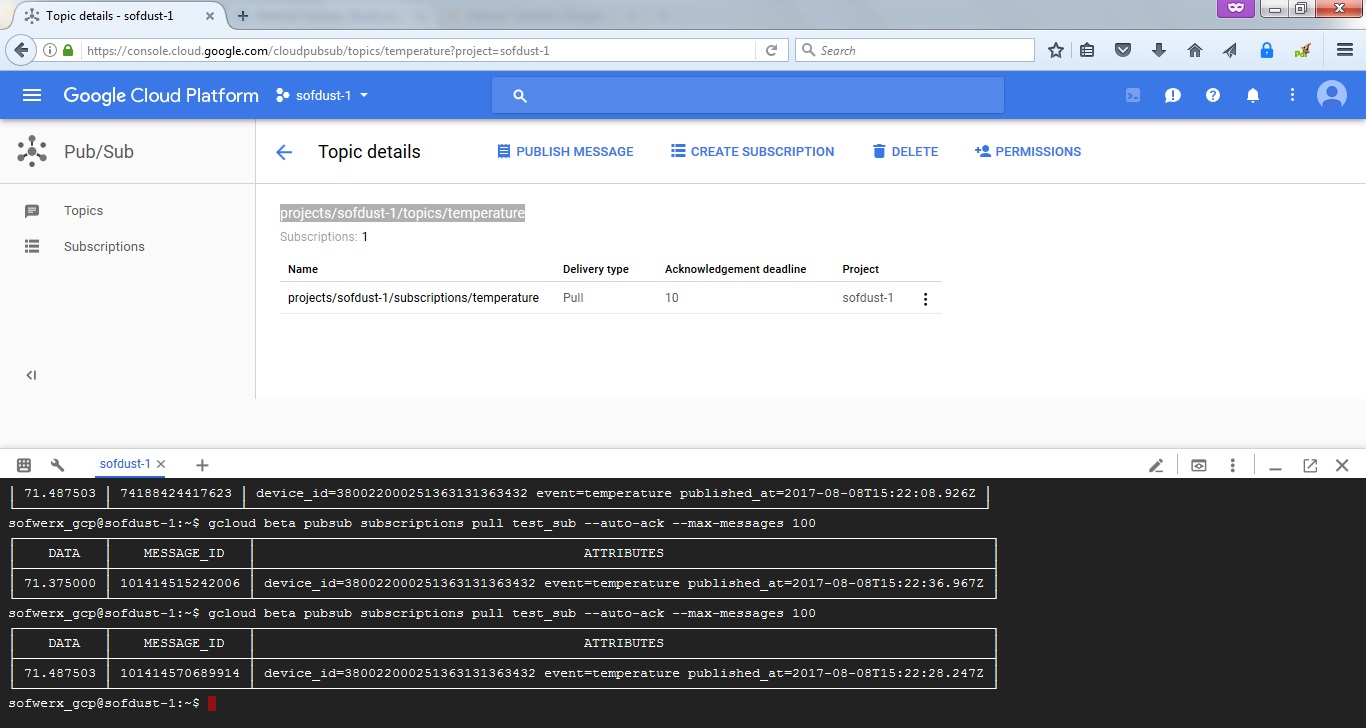 Topic details - sofdust-1
https://console.cloud.google.com/cloudpubsub/topics/temperature?project=sofdust-1
Search
Google Cloud Platform sofdust-1
Pub/Sub
Topic details PUBLISH MESSAGE CREATE SUBSCRIPTION DELETE PERMISSIONS
Topics
Subscriptions
projects/sofdust-1/topics/temperature
Subscriptions: 1
Name Delivery type Acknowledgement deadline Project
projects/sofdust-1/subscriptions/temperature Pull 10 sofdust-1
sofdust-1
| 71.487503 | 74188424417623 | device_id=380022000251363131363432 event=temperature published_at=2017-08-08T15:22:08.926Z |
sofwerx_gcp@sofdust-1:~$ gcloud beta pubsub subscriptions pull test_sub --auto-ack --max-messages 100
| DATA | MESSAGE_ID | ATTRIBUTES |
| 71.375000 | 101414515242006 | device_id=380022000251363131363432 event=temperature published_at=2017-08-08T15:22:36.967Z |
sofwerx_gcp@sofdust-1:~$ gcloud beta pubsub subscriptions pull test_sub --auto-ack --max-messages 100
| DATA | MESSAGE_ID | ATTRIBUTES |
| 71.487503 | 101414570689914 | device_id=380022000251363131363432 event=temperature published_at=2017-08-08T15:22:28.247Z |
sofwerx_gcp@sofdust-1:~$